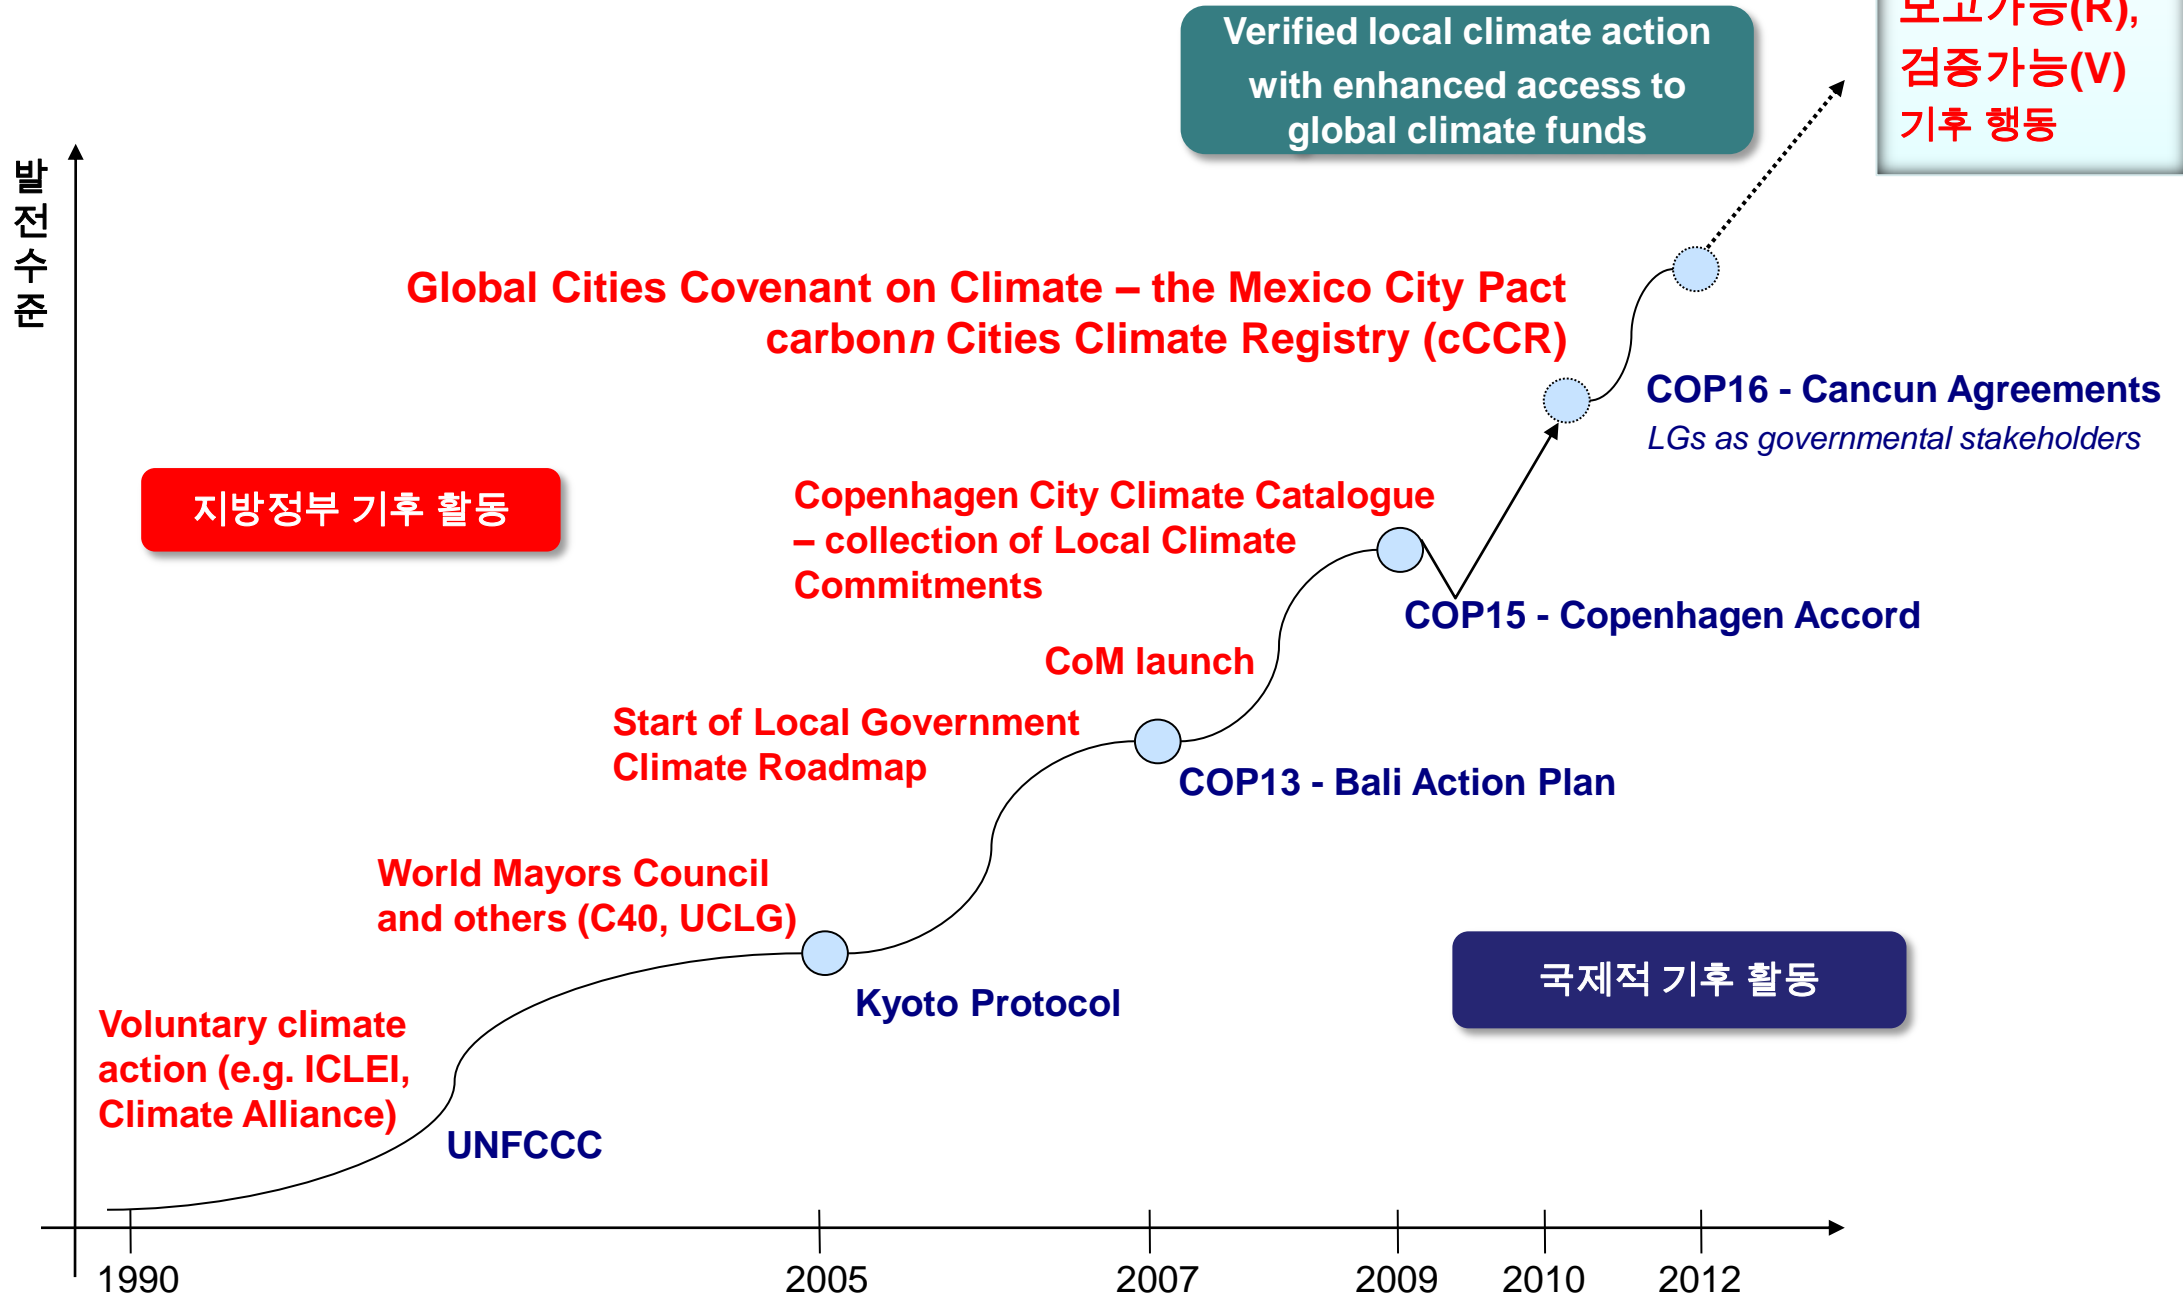 Verified local climate action
with enhanced access to
global climate funds
보고가능(R),
검증가능(V)
기후 행동
발
전
수
준
Global Cities Covenant on Climate – the Mexico City Pact
carbonn Cities Climate Registry (cCCR)
COP16 - Cancun Agreements
LGs as governmental stakeholders
지방정부 기후 활동
Copenhagen City Climate Catalogue
– collection of Local Climate
Commitments
COP15 - Copenhagen Accord
CoM launch
Start of Local Government
Climate Roadmap
COP13 - Bali Action Plan
World Mayors Council
and others (C40, UCLG)
국제적 기후 활동
Kyoto Protocol
Voluntary climate
action (e.g. ICLEI,
Climate Alliance)
UNFCCC
1990 2005 2007 2009 2010 2012